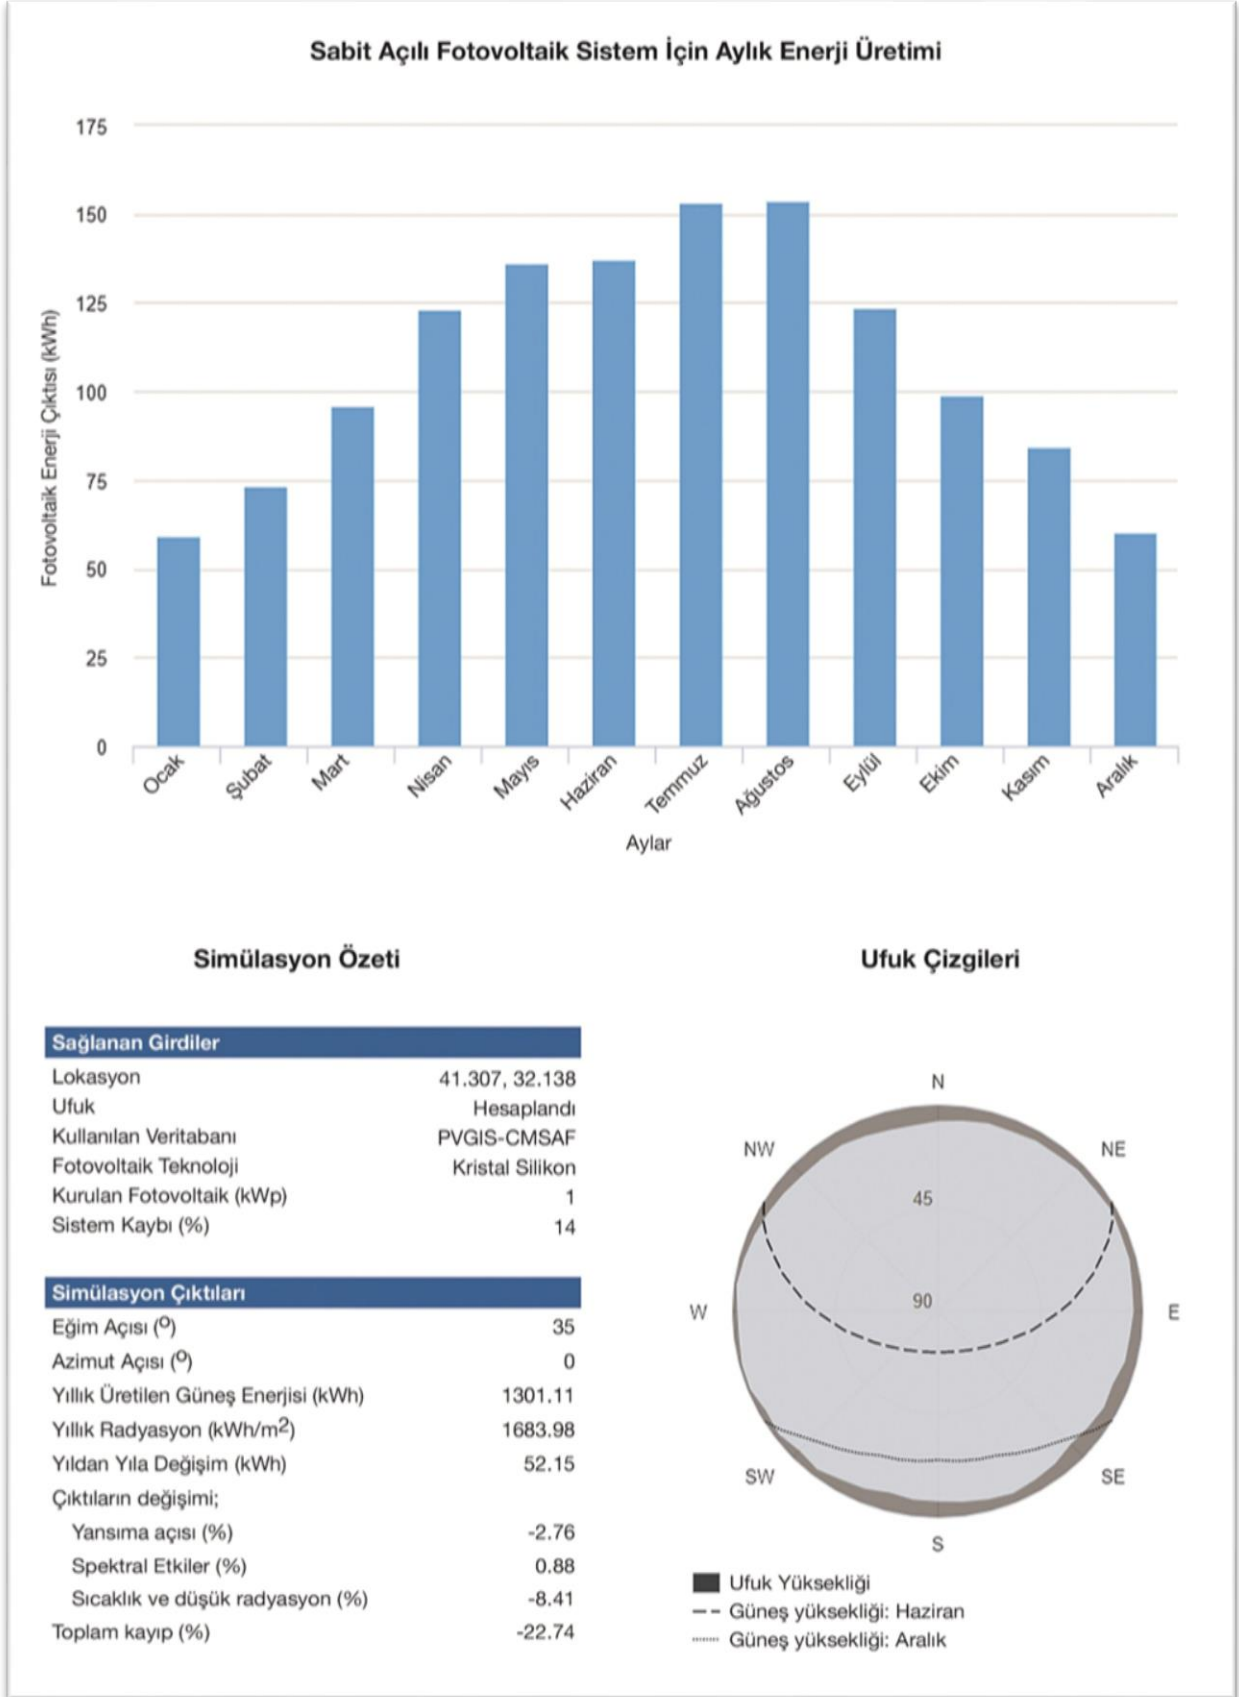 Sabit Açılı Fotovoltaik Sistem İçin Aylık Enerji Üretimi
175
150
125
100
75
50
25
0
Fotovoltaik Enerji Çıktısı (kWh)
Ocak
Şubat
Mart
Nisan
Mayıs
Haziran
Temmuz
Ağustos
Eylül
Ekim
Kasım
Aralık
Aylar
Simülasyon Özeti
Sağlanan Girdiler
Lokasyon 41.307, 32.138
Ufuk Hesaplandı
Kullanılan Veritabanı PVGIS-CMSAF
Fotovoltaik Teknoloji Kristal Silikon
Kurulan Fotovoltaik (kWp) 1
Sistem Kaybı (%) 14
Simülasyon Çıktıları
Eğim Açısı (º) 35
Azimut Açısı (º) 0
Yıllık Üretilen Güneş Enerjisi (kWh) 1301.11
Yıllık Radyasyon (kWh/m2) 1683.98
Yıldan Yıla Değişim (kWh) 52.15
Çıktıların değişimi;
Yansıma açısı (%) -2.76
Spektral Etkiler (%) 0.88
Sıcaklık ve düşük radyasyon (%) -8.41
Toplam kayıp (%) -22.74
Ufuk Çizgileri
N
NW
NE
45
90
W
E
SW
SE
S
Ufuk Yüksekliği
Güneş yüksekliği: Haziran
Güneş yüksekliği: Aralık